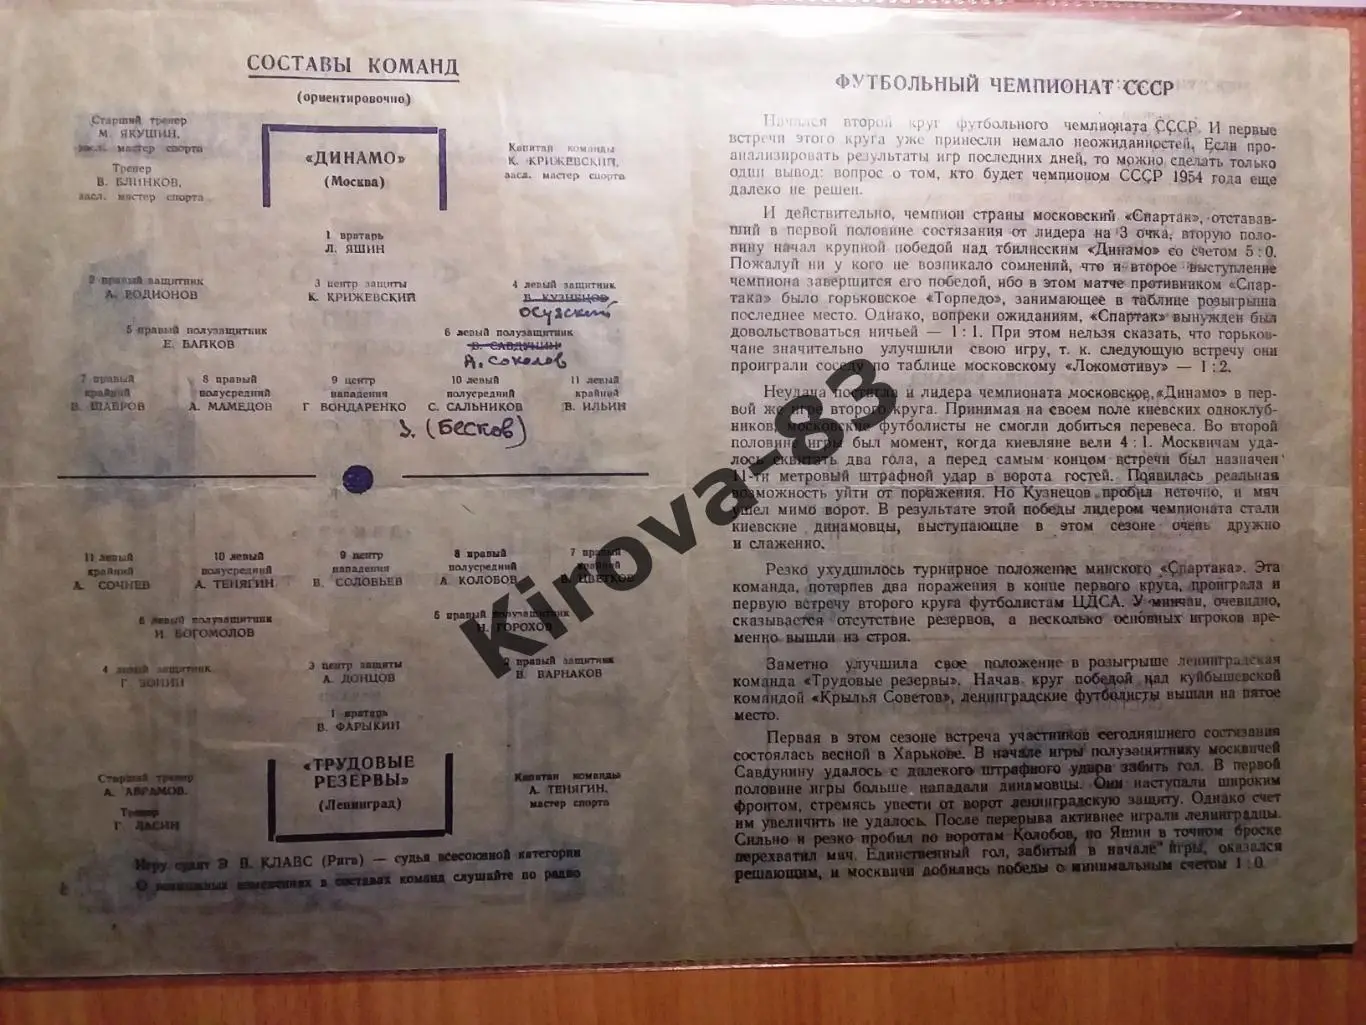 СОСТАВЫ КОМАНД
(ориентировочно)
Старший тренер
М. ЯКУШИН,
засл. мастер спорта
Тренер
В. БЛИНКОВ,
засл. мастер спорта
«ДИНАМО»
(Москва)
Капитан команды
К. КРИЖЕВСКИЙ,
засл. мастер спорта
1 вратарь
Л. ЯШИН
2 правый защитник
А. РОДИОНОВ
3 центр защиты
К. КРИЖЕВСКИЙ
4 левый защитник
В. КУЗНЕЦОВ
5 правый полузащитник
Е. БАЙКОВ
6 левый полузащитник
В. САВДУНИН
А. Соколов
7 правый
крайний
В. ШАБРОВ
8 правый
полусредний
А. МАМЕДОВ
9 центр
нападения
Г. БОНДАРЕНКО
10 левый
полусредний
С. САЛЬНИКОВ
11 левый
крайний
В. ИЛЬИН
З. (Бесков)
11 левый
крайний
А. СОЧНЕВ
10 левый
полусредний
А. ТЕНЯГИН
9 центр
нападения
В. СОЛОВЬЕВ
8 правый
полусредний
А. КОЛОБОВ
7 правый
крайний
В. ЦВЕТКОВ
6 левый полузащитник
И. БОГОМОЛОВ
5 правый полузащитник
Н. ГОРОХОВ
4 левый защитник
Г. ЗОНИН
3 центр защиты
А. ДОНЦОВ
2 правый защитник
В. ВАРНАКОВ
1 вратарь
В. ФАРЫКИН
Старший тренер
А. АБРАМОВ.
Тренер
Г. ЛАСИН
«ТРУДОВЫЕ
РЕЗЕРВЫ»
(Ленинград)
Капитан команды
А. ТЕНЯГИН,
мастер спорта
Игру судит Э. В. КЛАВС (Рига) — судья всесоюзной категории
О возможных изменениях в составах команд слушайте по радио
ФУТБОЛЬНЫЙ ЧЕМПИОНАТ СССР
Начался второй круг футбольного чемпионата СССР. И первые
встречи этого круга уже принесли немало неожиданностей. Если про-
анализировать результаты игр последних дней, то можно сделать только
один вывод: вопрос о том, кто будет чемпионом СССР 1954 года еще
далеко не решен.
И действительно, чемпион страны московский «Спартак», отставав-
ший в первой половине состязания от лидера на 3 очка, вторую поло-
вину начал крупной победой над тбилисским «Динамо» со счетом 5 : 0.
Пожалуй ни у кого не возникало сомнений, что и второе выступление
чемпиона завершится его победой, ибо в этом матче противником «Спар-
така» было горьковское «Торпедо», занимающее в таблице розыгрыша
последнее место. Однако, вопреки ожиданиям, «Спартак» вынужден был
довольствоваться ничьей — 1 : 1. При этом нельзя сказать, что горьков-
чане значительно улучшили свою игру, т. к. следующую встречу они
проиграли соседу по таблице московскому «Локомотиву» — 1 : 2.
Неудача постигла и лидера чемпионата московское «Динамо» в пер-
вой же игре второго круга. Принимая на своем поле киевских одноклуб-
ников, московские футболисты не смогли добиться перевеса. Во второй
половине игры был момент, когда киевляне вели 4 : 1. Москвичам уда-
лось сквитать два гола, а перед самым концом встречи был назначен
11-ти метровый штрафной удар в ворота гостей. Появилась реальная
возможность уйти от поражения. Но Кузнецов пробил неточно, и мяч
ушел мимо ворот. В результате этой победы лидером чемпионата стали
киевские динамовцы, выступающие в этом сезоне очень дружно
и слаженно.
Резко ухудшилось турнирное положение минского «Спартака». Эта
команда, потерпев два поражения в конце первого круга, проиграла и
первую встречу второго круга футболистам ЦДСА. У минчан, очевидно,
сказывается отсутствие резервов, а несколько основных игроков вре-
менно вышли из строя.
Заметно улучшила свое положение в розыгрыше ленинградская
команда «Трудовые резервы». Начав круг победой над куйбышевской
командой «Крылья Советов», ленинградские футболисты вышли на пятое
место.
Первая в этом сезоне встреча участников сегодняшнего состязания
состоялась весной в Харькове. В начале игры полузащитнику москвичей
Савдунину удалось с далекого штрафного удара забить гол. В первой
половине игры больше нападали динамовцы. Они наступали широким
фронтом, стремясь увести от ворот ленинградскую защиту. Однако счет
им увеличить не удалось. После перерыва активнее играли ленинградцы.
Сильно и резко пробил по воротам Колобов, но Яшин в точном броске
перехватил мяч. Единственный гол, забитый в начале игры, оказался
решающим, и москвичи добились победы с минимальным счетом 1 : 0.
Kirova-83